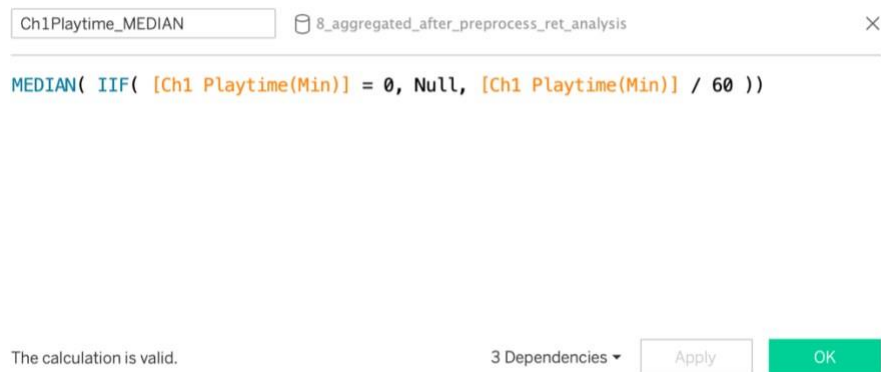 Ch1Playtime_MEDIAN 8_aggregated_after_preprocess_ret_analysis
MEDIAN( IIF( [Ch1 Playtime(Min)] = 0, Null, [Ch1 Playtime(Min)] / 60 ))
The calculation is valid. 3 Dependencies Apply OK